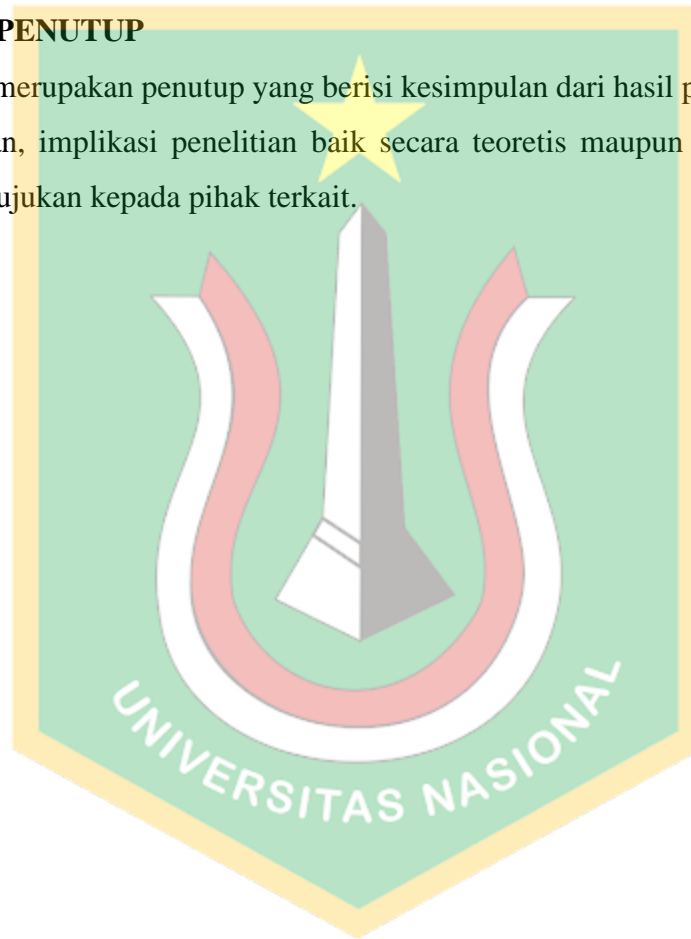 PENUTUP
merupakan penutup yang berisi kesimpulan dari hasil
implikasi penelitian baik secara teoretis maupun
kepada pihak terkait.
UNIVERSITAS NASIONAL